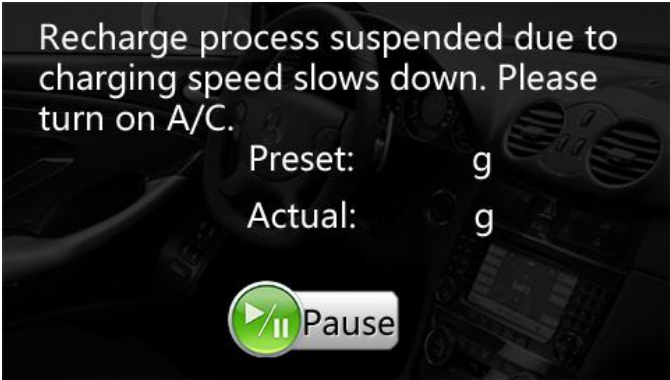 Recharge process suspended due to
charging speed slows down. Please
turn on A/C.
Preset: g
Actual: g
Pause